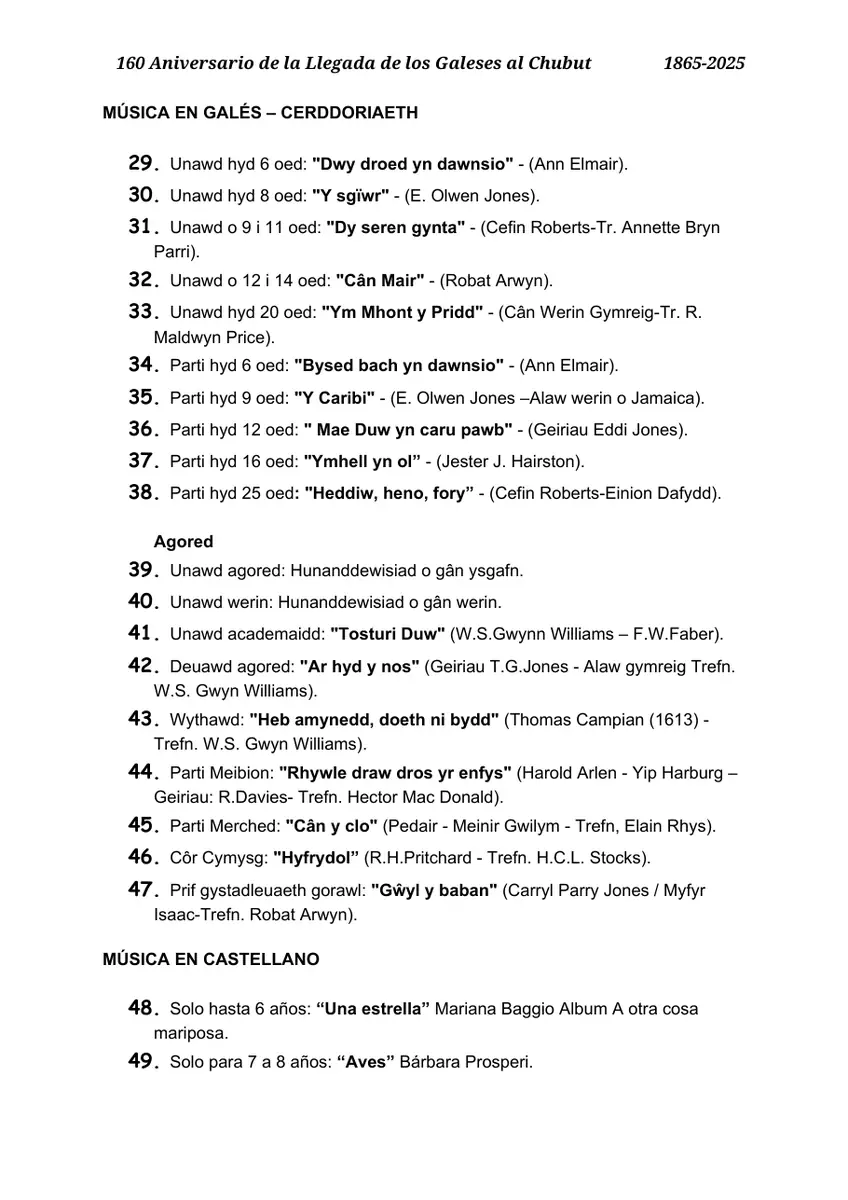 160 Aniversario de la Llegada de los Galeses al Chubut 1865-2025
MÚSICA EN GALÉS – CERDDORIAETH
29. Unawd hyd 6 oed: "Dwy droed yn dawnsio" - (Ann Elmair).
30. Unawd hyd 8 oed: "Y sgïwr" - (E. Olwen Jones).
31. Unawd o 9 i 11 oed: "Dy seren gynta" - (Cefin Roberts-Tr. Annette Bryn
Parri).
32. Unawd o 12 i 14 oed: "Cân Mair" - (Robat Arwyn).
33. Unawd hyd 20 oed: "Ym Mhont y Pridd" - (Cân Werin Gymreig-Tr. R.
Maldwyn Price).
34. Parti hyd 6 oed: "Bysed bach yn dawnsio" - (Ann Elmair).
35. Parti hyd 9 oed: "Y Caribi" - (E. Olwen Jones –Alaw werin o Jamaica).
36. Parti hyd 12 oed: " Mae Duw yn caru pawb" - (Geiriau Eddi Jones).
37. Parti hyd 16 oed: "Ymhell yn ol” - (Jester J. Hairston).
38. Parti hyd 25 oed: "Heddiw, heno, fory” - (Cefin Roberts-Einion Dafydd).
Agored
39. Unawd agored: Hunanddewisiad o gân ysgafn.
40. Unawd werin: Hunanddewisiad o gân werin.
41. Unawd academaidd: "Tosturi Duw" (W.S.Gwynn Williams – F.W.Faber).
42. Deuawd agored: "Ar hyd y nos" (Geiriau T.G.Jones - Alaw gymreig Trefn.
W.S. Gwyn Williams).
43. Wythawd: "Heb amynedd, doeth ni bydd" (Thomas Campian (1613) -
Trefn. W.S. Gwyn Williams).
44. Parti Meibion: "Rhywle draw dros yr enfys" (Harold Arlen - Yip Harburg –
Geiriau: R.Davies- Trefn. Hector Mac Donald).
45. Parti Merched: "Cân y clo" (Pedair - Meinir Gwilym - Trefn, Elain Rhys).
46. Côr Cymysg: "Hyfrydol” (R.H.Pritchard - Trefn. H.C.L. Stocks).
47. Prif gystadleuaeth gorawl: "Gŵyl y baban" (Carryl Parry Jones / Myfyr
Isaac-Trefn. Robat Arwyn).
MÚSICA EN CASTELLANO
48. Solo hasta 6 años: “Una estrella” Mariana Baggio Album A otra cosa
mariposa.
49. Solo para 7 a 8 años: “Aves” Bárbara Prosperi.